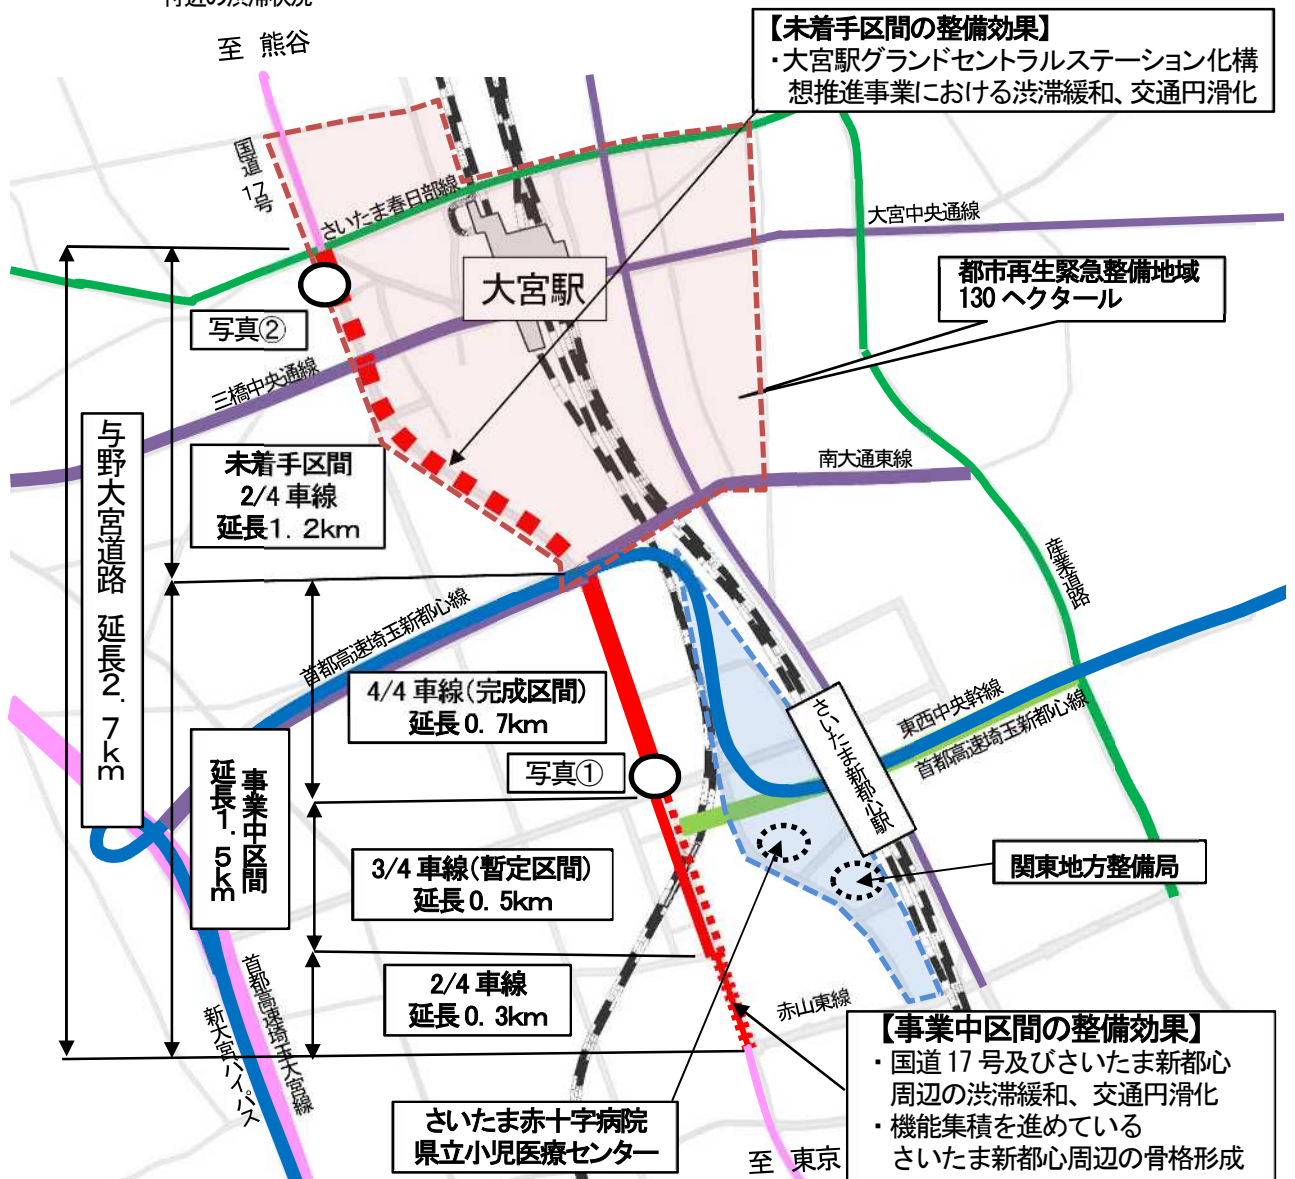 至 熊谷
【未着手区間の整備効果】
・大宮駅グランドセントラルステーション化構
想推進事業における渋滞緩和、交通円滑化
国道
17号
さいたま春日部線
大宮中央通線
大宮駅
都市再生緊急整備地域
130 ヘクタール
写真②
三橋中央通線
与野大宮道路 延長2.7km
未着手区間
2/4 車線
延長1.2km
南大通東線
産業道路
首都高速埼玉新都心線
4/4 車線(完成区間)
延長0.7km
さいたま新都心駅
東西中央幹線
首都高速埼玉新都心線
事業中区間
延長1.5km
写真①
3/4 車線(暫定区間)
延長0.5km
関東地方整備局
2/4 車線
延長0.3km
赤山東線
首都高速埼玉大宮線
新大宮バイパス
【事業中区間の整備効果】
・国道 17 号及びさいたま新都心
周辺の渋滞緩和、交通円滑化
・機能集積を進めている
さいたま新都心周辺の骨格形成
さいたま赤十字病院
県立小児医療センター
至 東京